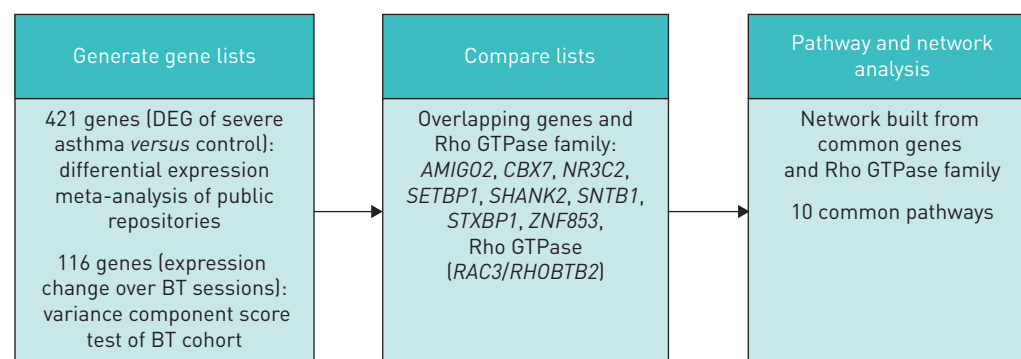 Generate gene lists
421 genes (DEG of severe
asthma versus control):
differential expression
meta-analysis of public
repositories
116 genes (expression
change over BT sessions):
variance component score
test of BT cohort
Compare lists
Overlapping genes and
Rho GTPase family:
AMIGO2, CBX7, NR3C2,
SETBP1, SHANK2, SNTB1,
STXBP1, ZNF853,
Rho GTPase
(RAC3/RHOBTB2)
Pathway and network
analysis
Network built from
common genes
and Rho GTPase family
10 common pathways